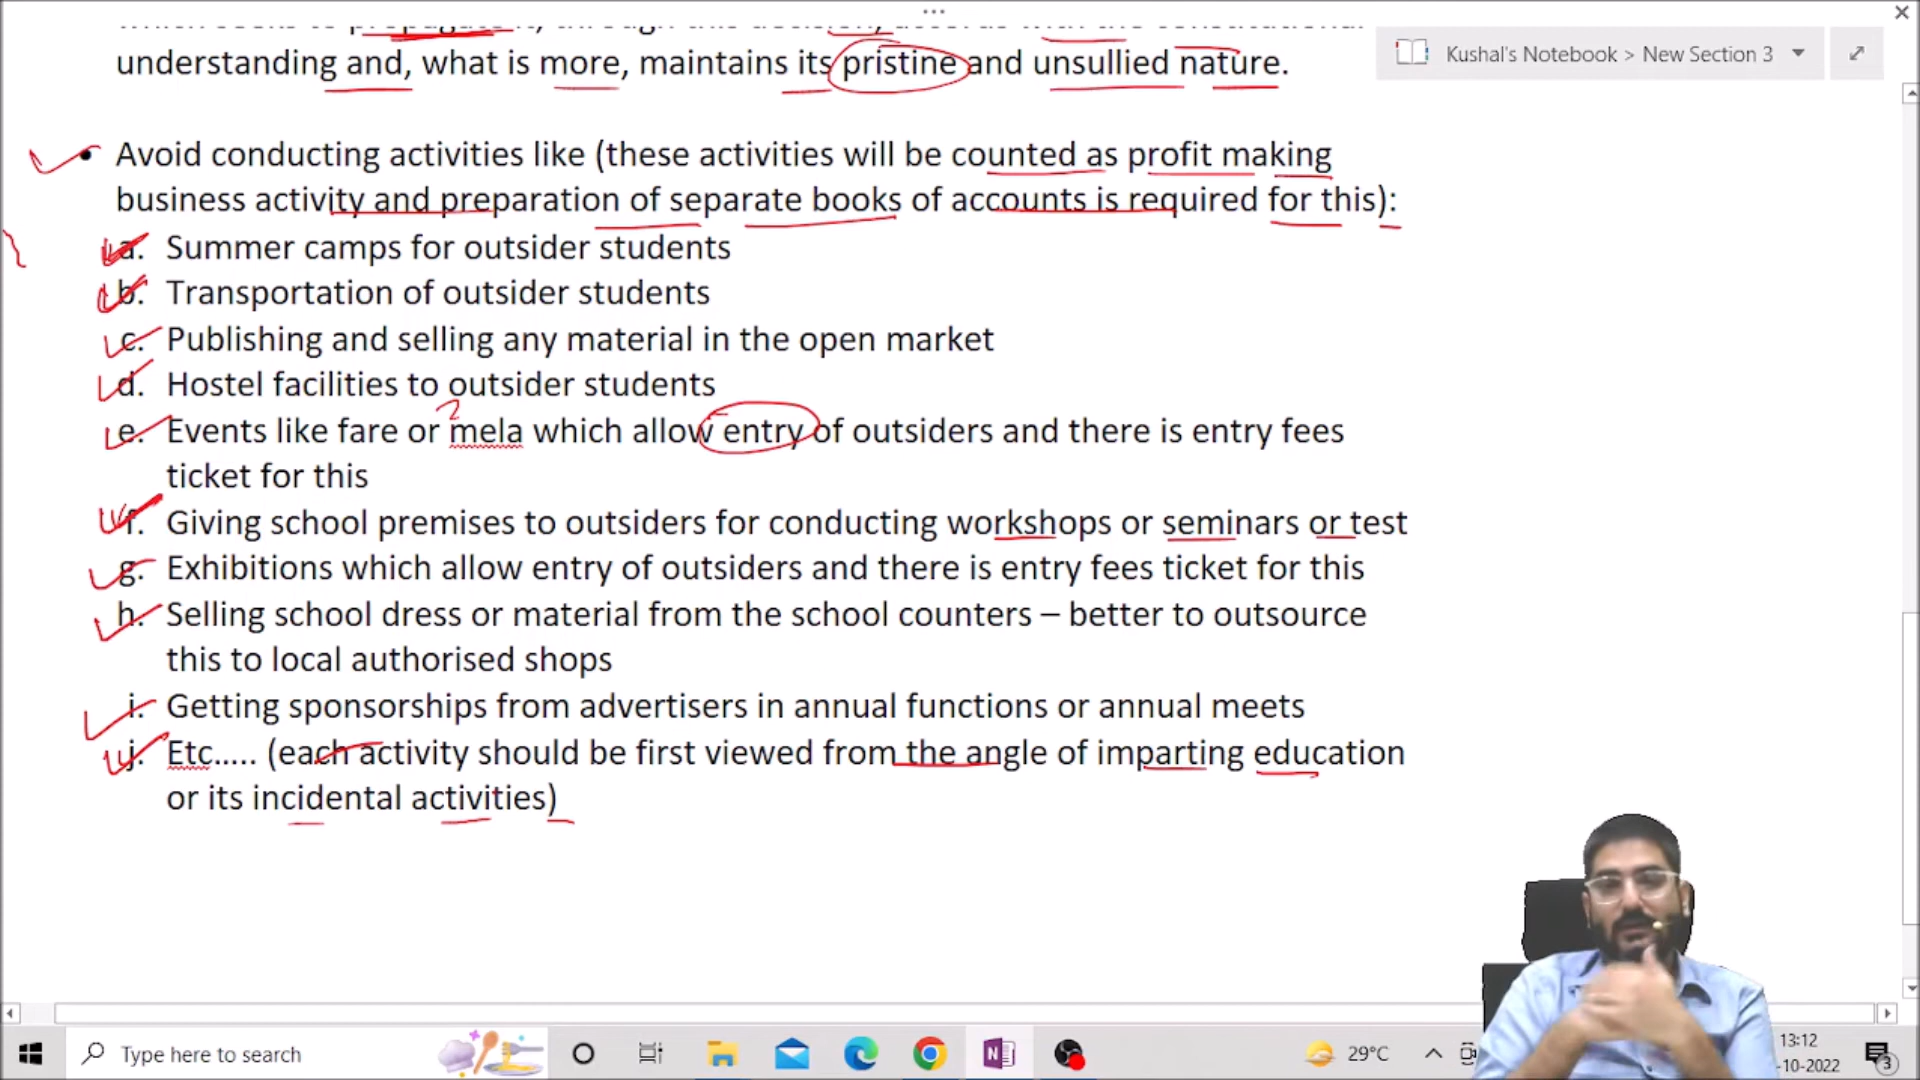 understanding and, what is more, maintains its pristine and unsullied nature.
Kushal's Notebook > New Section 3
• Avoid conducting activities like (these activities will be counted as profit making
business activity and preparation of separate books of accounts is required for this):
a. Summer camps for outsider students
b. Transportation of outsider students
c. Publishing and selling any material in the open market
d. Hostel facilities to outsider students
e. Events like fare or mela which allow entry of outsiders and there is entry fees
ticket for this
f. Giving school premises to outsiders for conducting workshops or seminars or test
g. Exhibitions which allow entry of outsiders and there is entry fees ticket for this
h. Selling school dress or material from the school counters – better to outsource
this to local authorised shops
i. Getting sponsorships from advertisers in annual functions or annual meets
j. Etc..... (each activity should be first viewed from the angle of imparting education
or its incidental activities)
Type here to search
29°C
13:12
-10-2022
3